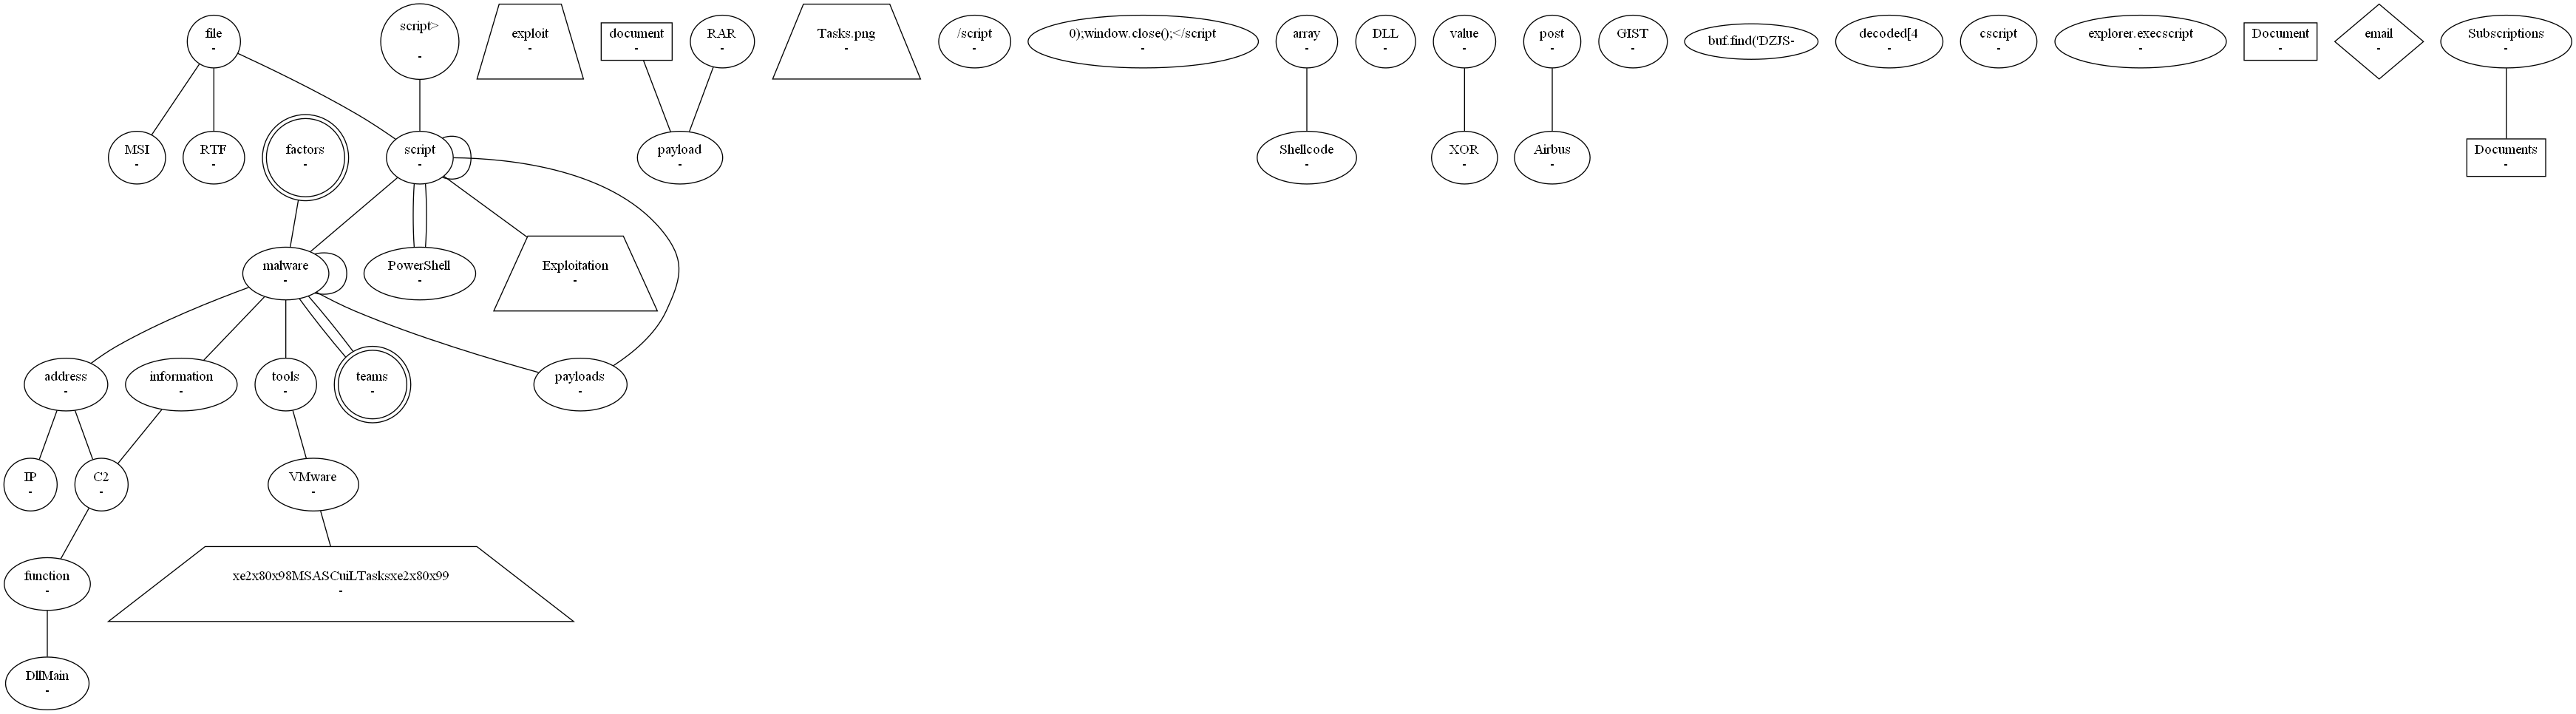 file
-
script>
-
exploit
-
document
-
RAR
-
Tasks.png
-
/script
-
0);window.close();</script
-
array
-
DLL
-
value
-
post
-
GIST
-
buf.find('DZJS-
decoded[4
-
cscript
-
explorer.execscript
-
Document
-
email
-
Subscriptions
-
MSI
-
RTF
-
factors
-
script
-
payload
-
Shellcode
-
XOR
-
Airbus
-
Documents
-
malware
-
PowerShell
-
Exploitation
-
address
-
information
-
tools
-
teams
-
payloads
-
IP
-
C2
-
VMware
-
function
-
xe2x80x98MSASCuiLTasksxe2x80x99
-
DllMain
-